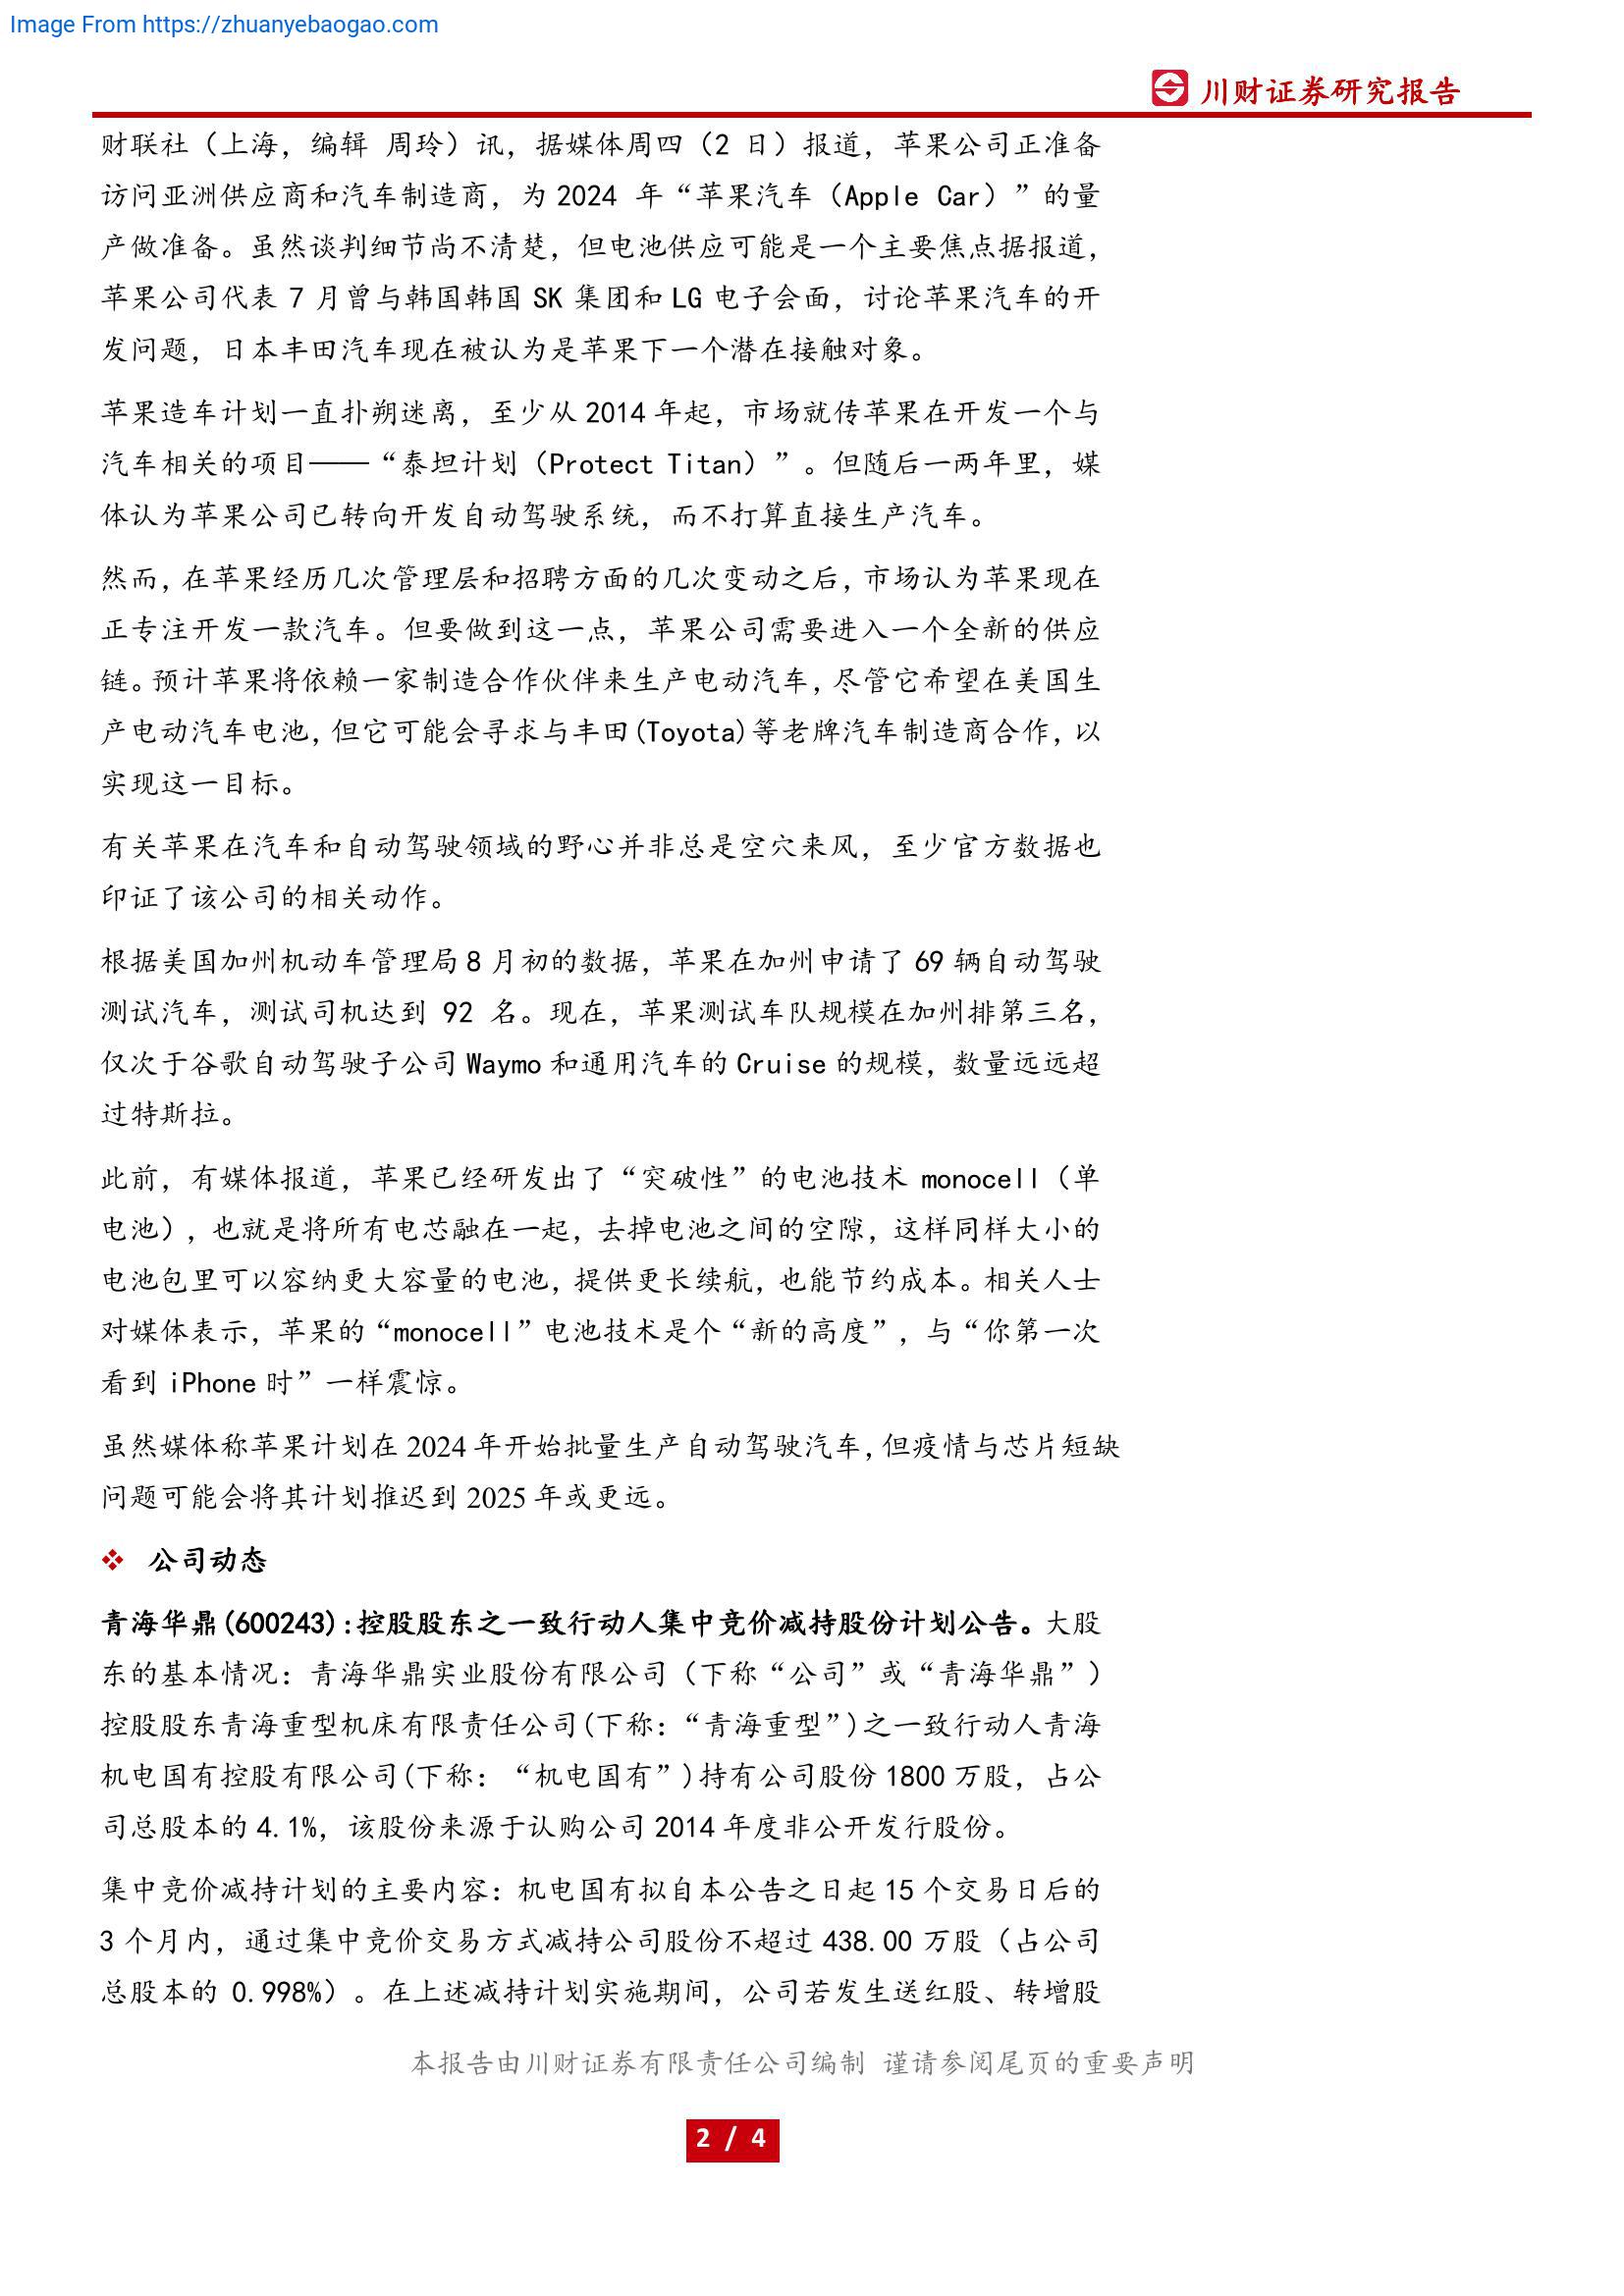 Image From https://zhuanyebaogao.com
川财证券研究报告
财联社（上海，编辑 周玲）讯，据媒体周四（2 日）报道，苹果公司正准备
访问亚洲供应商和汽车制造商，为 2024 年“苹果汽车（Apple Car）”的量
产做准备。虽然谈判细节尚不清楚，但电池供应可能是一个主要焦点据报道，
苹果公司代表 7 月曾与韩国韩国 SK 集团和 LG 电子会面，讨论苹果汽车的开
发问题，日本丰田汽车现在被认为是苹果下一个潜在接触对象。
苹果造车计划一直扑朔迷离，至少从 2014 年起，市场就传苹果在开发一个与
汽车相关的项目——“泰坦计划（Protect Titan）”。但随后一两年里，媒
体认为苹果公司已转向开发自动驾驶系统，而不打算直接生产汽车。
然而，在苹果经历几次管理层和招聘方面的几次变动之后，市场认为苹果现在
正专注开发一款汽车。但要做到这一点，苹果公司需要进入一个全新的供应
链。预计苹果将依赖一家制造合作伙伴来生产电动汽车，尽管它希望在美国生
产电动汽车电池，但它可能会寻求与丰田(Toyota)等老牌汽车制造商合作，以
实现这一目标。
有关苹果在汽车和自动驾驶领域的野心并非总是空穴来风，至少官方数据也
印证了该公司的相关动作。
根据美国加州机动车管理局 8 月初的数据，苹果在加州申请了 69 辆自动驾驶
测试汽车，测试司机达到 92 名。现在，苹果测试车队规模在加州排第三名，
仅次于谷歌自动驾驶子公司 Waymo 和通用汽车的 Cruise 的规模，数量远远超
过特斯拉。
此前，有媒体报道，苹果已经研发出了“突破性”的电池技术 monocell（单
电池），也就是将所有电芯融在一起，去掉电池之间的空隙，这样同样大小的
电池包里可以容纳更大容量的电池，提供更长续航，也能节约成本。相关人士
对媒体表示，苹果的“monocell”电池技术是个“新的高度”，与“你第一次
看到 iPhone 时”一样震惊。
虽然媒体称苹果计划在 2024 年开始批量生产自动驾驶汽车，但疫情与芯片短缺
问题可能会将其计划推迟到 2025 年或更远。
❖ 公司动态
青海华鼎(600243):控股股东之一致行动人集中竞价减持股份计划公告。大股
东的基本情况：青海华鼎实业股份有限公司（下称“公司”或“青海华鼎”）
控股股东青海重型机床有限责任公司(下称：“青海重型”)之一致行动人青海
机电国有控股有限公司(下称：“机电国有”)持有公司股份 1800 万股，占公
司总股本的 4.1%，该股份来源于认购公司 2014 年度非公开发行股份。
集中竞价减持计划的主要内容：机电国有拟自本公告之日起 15 个交易日后的
3 个月内，通过集中竞价交易方式减持公司股份不超过 438.00 万股（占公司
总股本的 0.998%）。在上述减持计划实施期间，公司若发生送红股、转增股
本报告由川财证券有限责任公司编制 谨请参阅尾页的重要声明
2 / 4